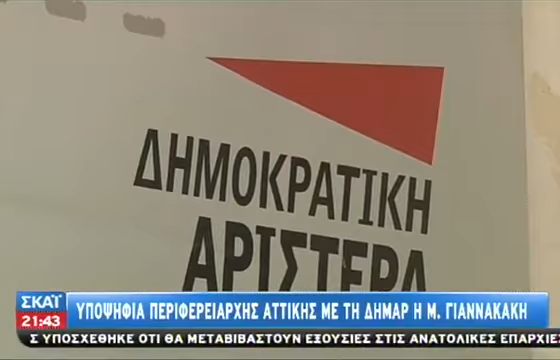 ΔΗΜΟΚΡΑΤΙΚΗ
ΑΡΙΣΤΕΡΑ
ΣΚΑΪ
ΥΠΟΨΗΦΙΑ ΠΕΡΙΦΕΡΕΙΑΡΧΗΣ ΑΤΤΙΚΗΣ ΜΕ ΤΗ ΔΗΜΑΡ Η Μ. ΓΙΑΝΝΑΚΑΚΗ
21:43
Σ ΥΠΟΣΧΕΘΗΚΕ ΟΤΙ ΘΑ ΜΕΤΑΒΙΒΑΣΤΟΥΝ ΕΞΟΥΣΙΕΣ ΣΤΙΣ ΑΝΑΤΟΛΙΚΕΣ ΕΠΑΡΧΙΕ